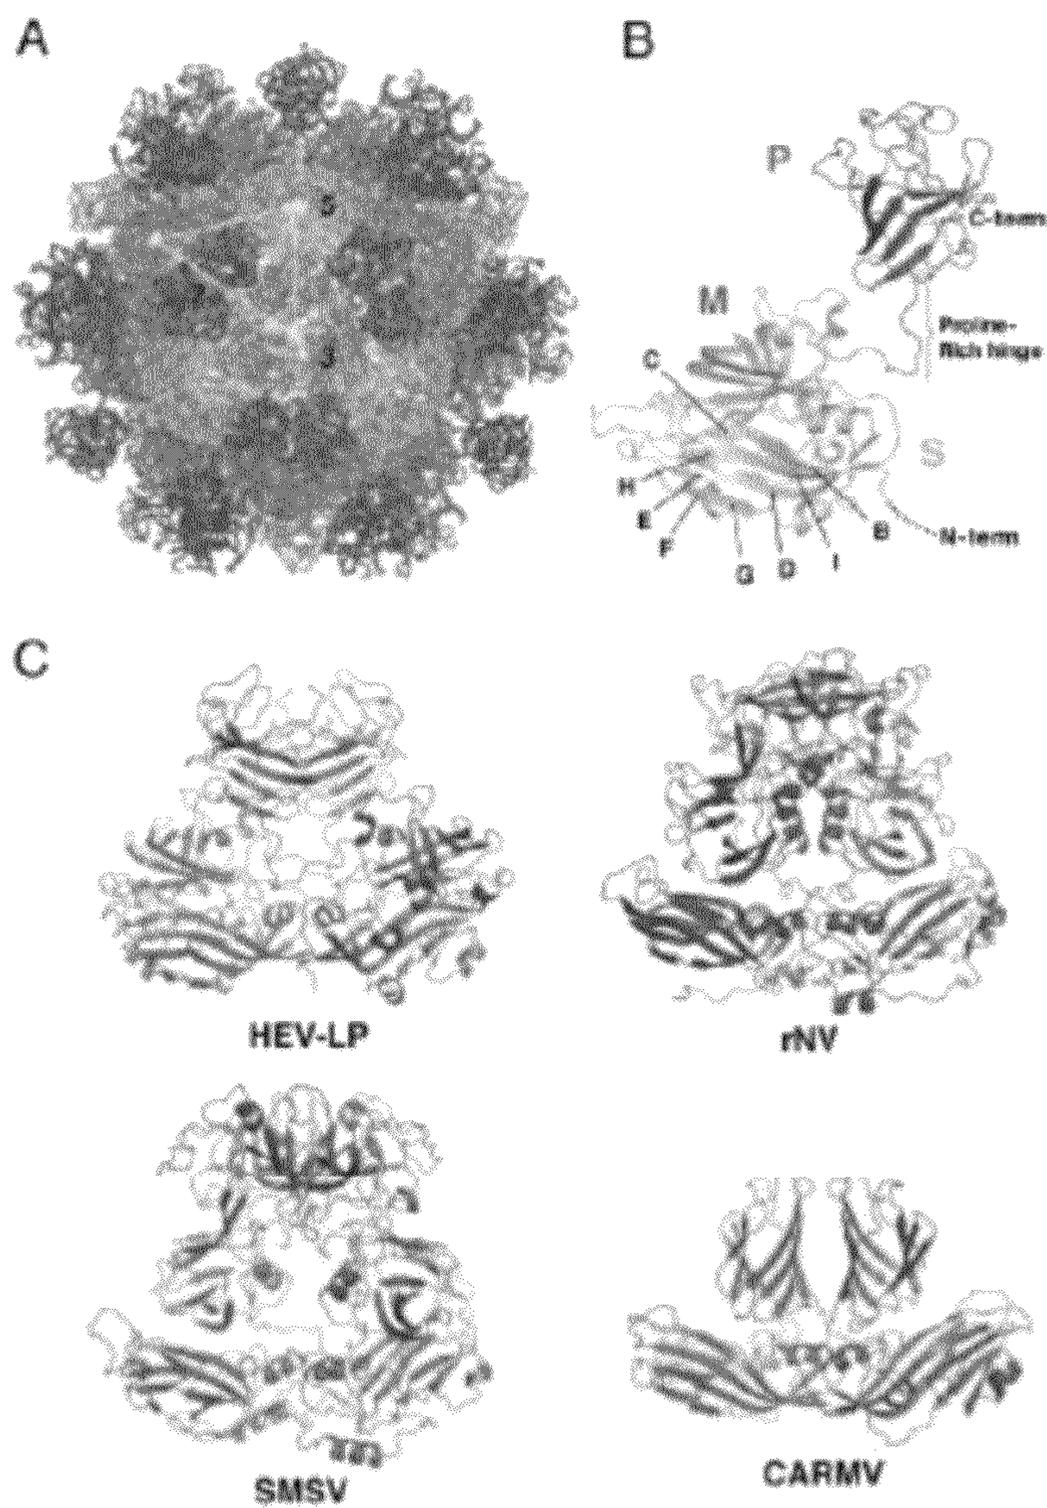 A
B
5
3
P
C-term
M
Proline-
Rich hinge
C
S
H
E
F
G
D
I
B
N-term
C
HEV-LP
rNV
SMSV
CARMV